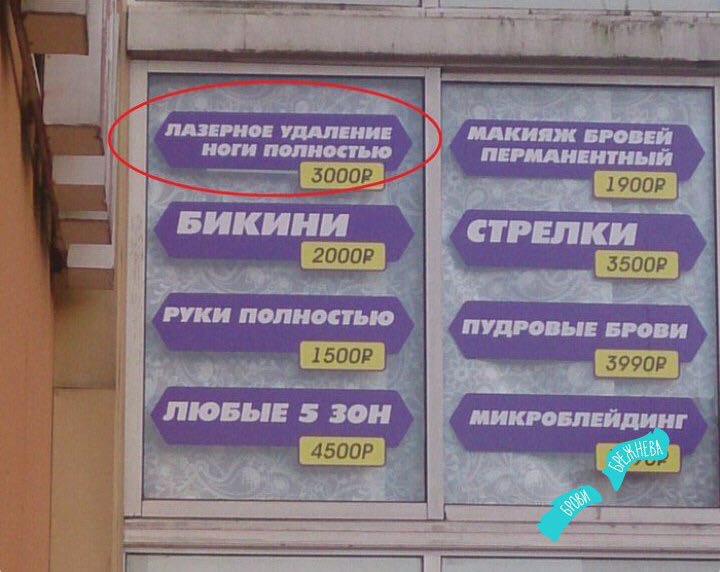 ЛАЗЕРНОЕ УДАЛЕНИЕ
НОГИ ПОЛНОСТЬЮ
3000₽
БИКИНИ
2000₽
РУКИ ПОЛНОСТЬЮ
1500₽
ЛЮБЫЕ 5 ЗОН
4500₽
МАКИЯЖ БРОВЕЙ
ПЕРМАНЕНТНЫЙ
1900₽
СТРЕЛКИ
3500₽
ПУДРОВЫЕ БРОВИ
3990₽
МИКРОБЛЕЙДИНГ
БРОВИ
БРЕЖНЕВА